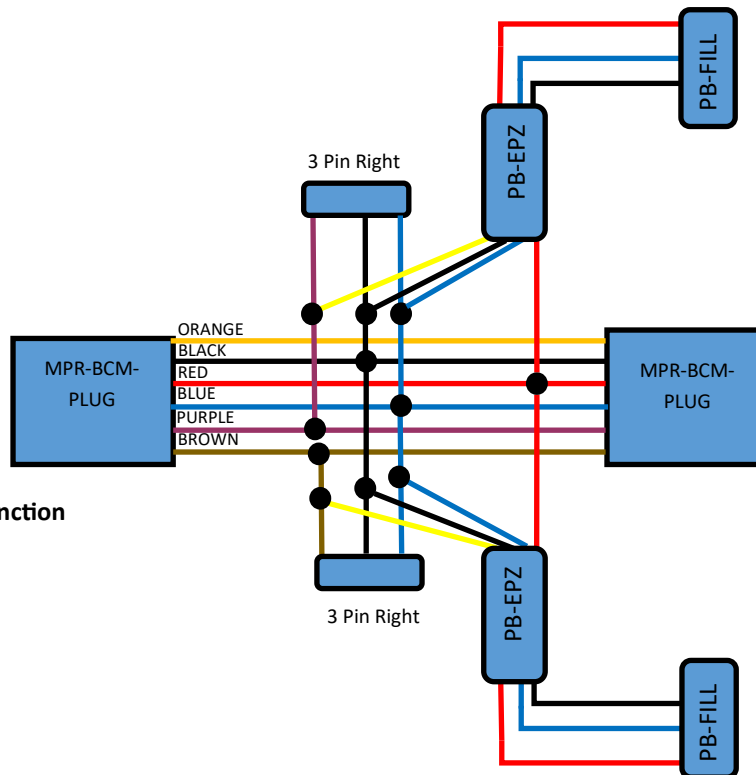 PB-FILL
PB-EPZ
3 Pin Right
ORANGE
BLACK
RED
BLUE
PURPLE
BROWN
MPR-BCM-
PLUG
MPR-BCM-
PLUG
nction
3 Pin Right
PB-EPZ
PB-FILL